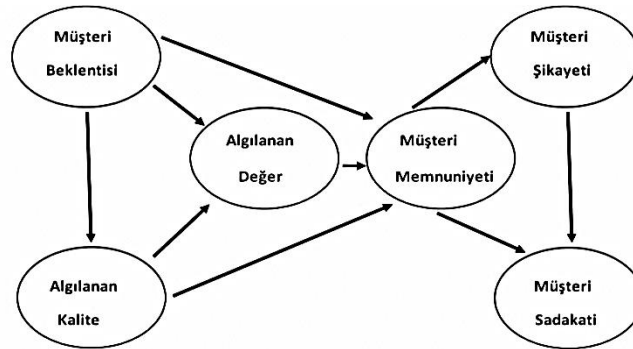 Müşteri
Beklentisi
Müşteri
Şikayeti
Algılanan
Değer
Müşteri
Memnuniyeti
Algılanan
Kalite
Müşteri
Sadakati